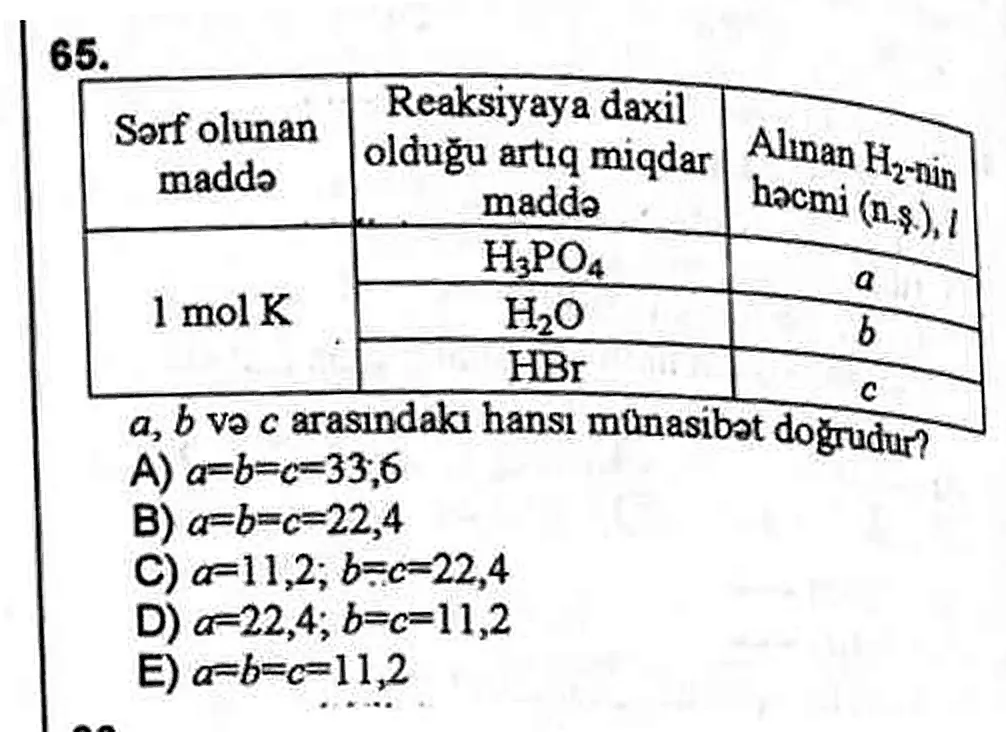 65.
Sərf olunan
maddə
Reaksiyaya daxil
olduğu artıq miqdar
maddə
Alınan H₂-nin
həcmi (n.ş.), l
1 mol K
H₃PO₄
a
H₂O
b
HBr
c
a, b və c arasındakı hansı münasibət doğrudur?
A) a=b=c=33,6
B) a=b=c=22,4
C) a=11,2; b=c=22,4
D) a=22,4; b=c=11,2
E) a=b=c=11,2